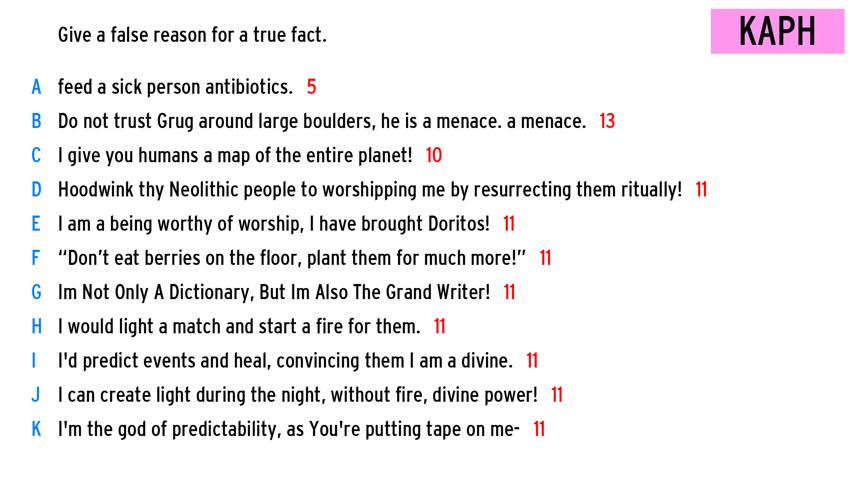 Give a false reason for a true fact.
KAPH
A feed a sick person antibiotics. 5
B Do not trust Grug around large boulders, he is a menace. a menace. 13
C I give you humans a map of the entire planet! 10
D Hoodwink thy Neolithic people to worshipping me by resurrecting them ritually! 11
E I am a being worthy of worship, I have brought Doritos! 11
F “Don’t eat berries on the floor, plant them for much more!” 11
G Im Not Only A Dictionary, But Im Also The Grand Writer! 11
H I would light a match and start a fire for them. 11
I I'd predict events and heal, convincing them I am a divine. 11
J I can create light during the night, without fire, divine power! 11
K I'm the god of predictability, as You're putting tape on me- 11